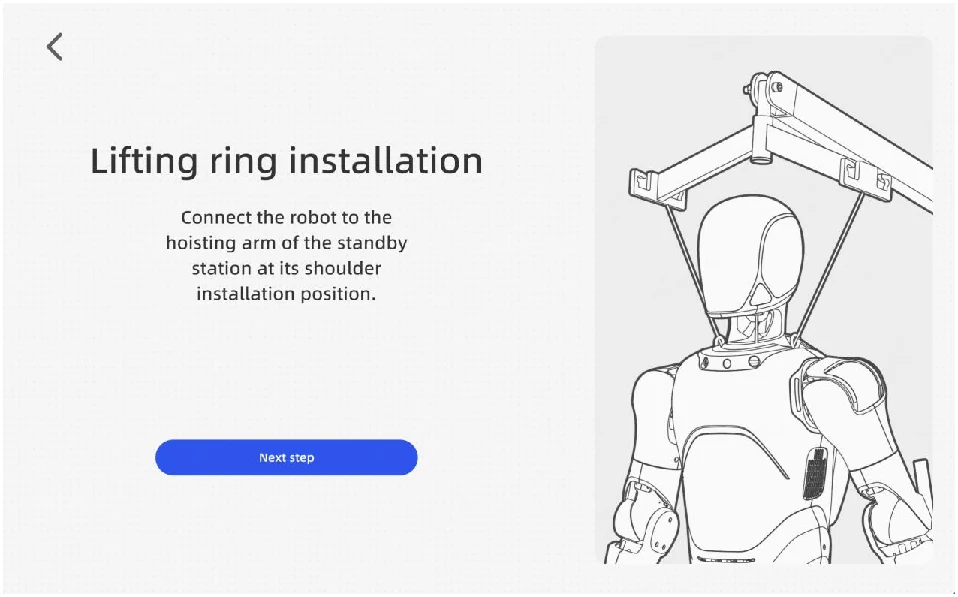 Lifting ring installation
Connect the robot to the
hoisting arm of the standby
station at its shoulder
installation position.
Next step